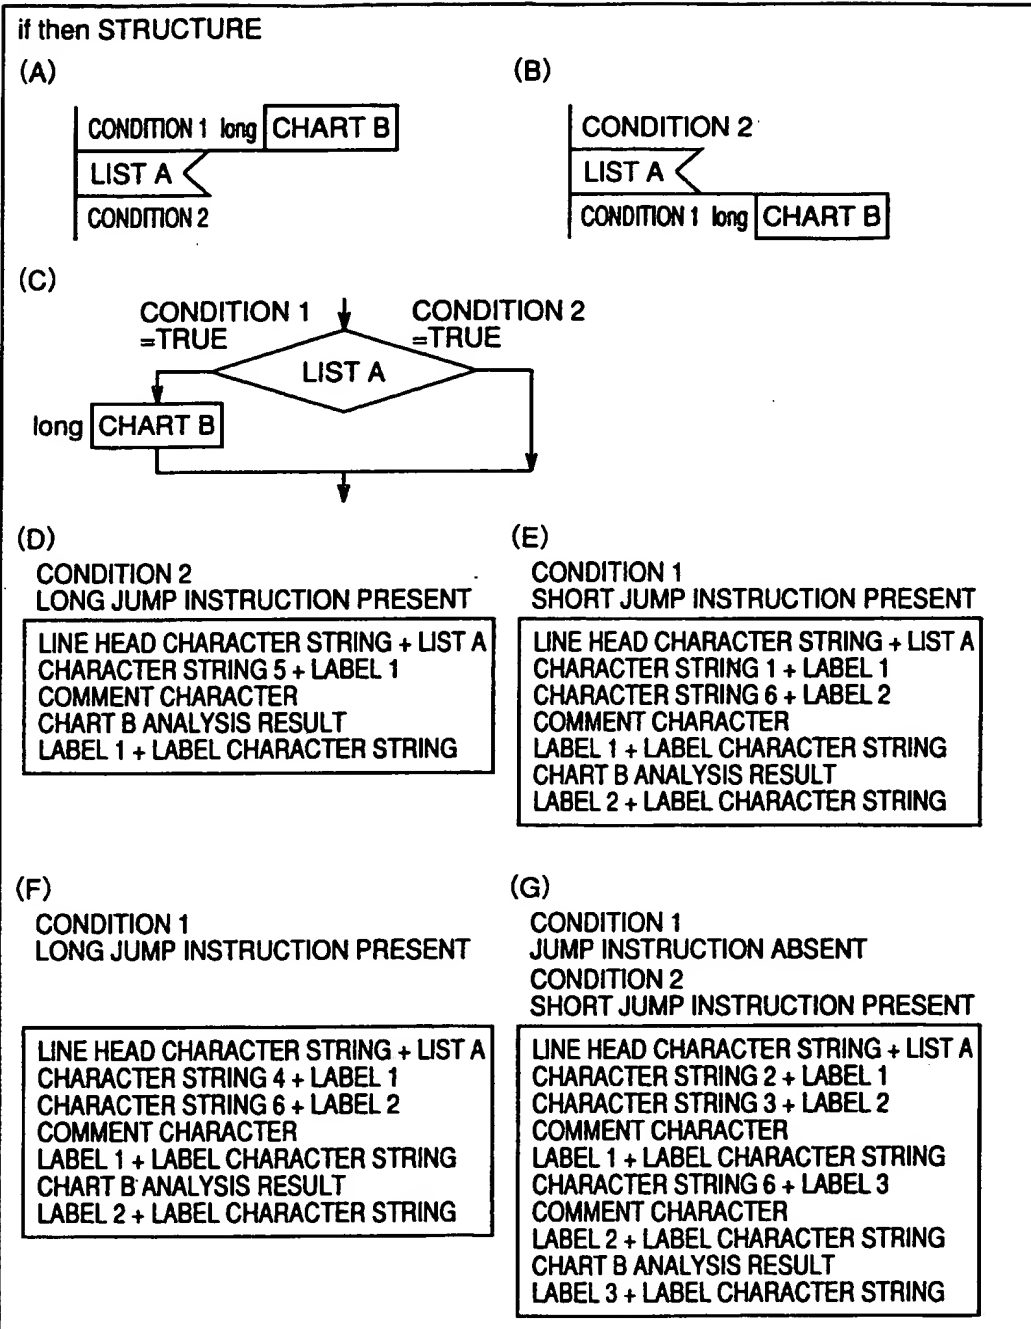 if then STRUCTURE
(A)
CONDITION 1 long CHART B
LIST A
CONDITION 2
(B)
CONDITION 2
LIST A
CONDITION 1 long CHART B
(C)
CONDITION 1
=TRUE
CONDITION 2
=TRUE
LIST A
long CHART B
(D)
CONDITION 2
LONG JUMP INSTRUCTION PRESENT
LINE HEAD CHARACTER STRING + LIST A
CHARACTER STRING 5 + LABEL 1
COMMENT CHARACTER
CHART B ANALYSIS RESULT
LABEL 1 + LABEL CHARACTER STRING
(E)
CONDITION 1
SHORT JUMP INSTRUCTION PRESENT
LINE HEAD CHARACTER STRING + LIST A
CHARACTER STRING 1 + LABEL 1
CHARACTER STRING 6 + LABEL 2
COMMENT CHARACTER
LABEL 1 + LABEL CHARACTER STRING
CHART B ANALYSIS RESULT
LABEL 2 + LABEL CHARACTER STRING
(F)
CONDITION 1
LONG JUMP INSTRUCTION PRESENT
LINE HEAD CHARACTER STRING + LIST A
CHARACTER STRING 4 + LABEL 1
CHARACTER STRING 6 + LABEL 2
COMMENT CHARACTER
LABEL 1 + LABEL CHARACTER STRING
CHART B ANALYSIS RESULT
LABEL 2 + LABEL CHARACTER STRING
(G)
CONDITION 1
JUMP INSTRUCTION ABSENT
CONDITION 2
SHORT JUMP INSTRUCTION PRESENT
LINE HEAD CHARACTER STRING + LIST A
CHARACTER STRING 2 + LABEL 1
CHARACTER STRING 3 + LABEL 2
COMMENT CHARACTER
LABEL 1 + LABEL CHARACTER STRING
CHARACTER STRING 6 + LABEL 3
COMMENT CHARACTER
LABEL 2 + LABEL CHARACTER STRING
CHART B ANALYSIS RESULT
LABEL 3 + LABEL CHARACTER STRING